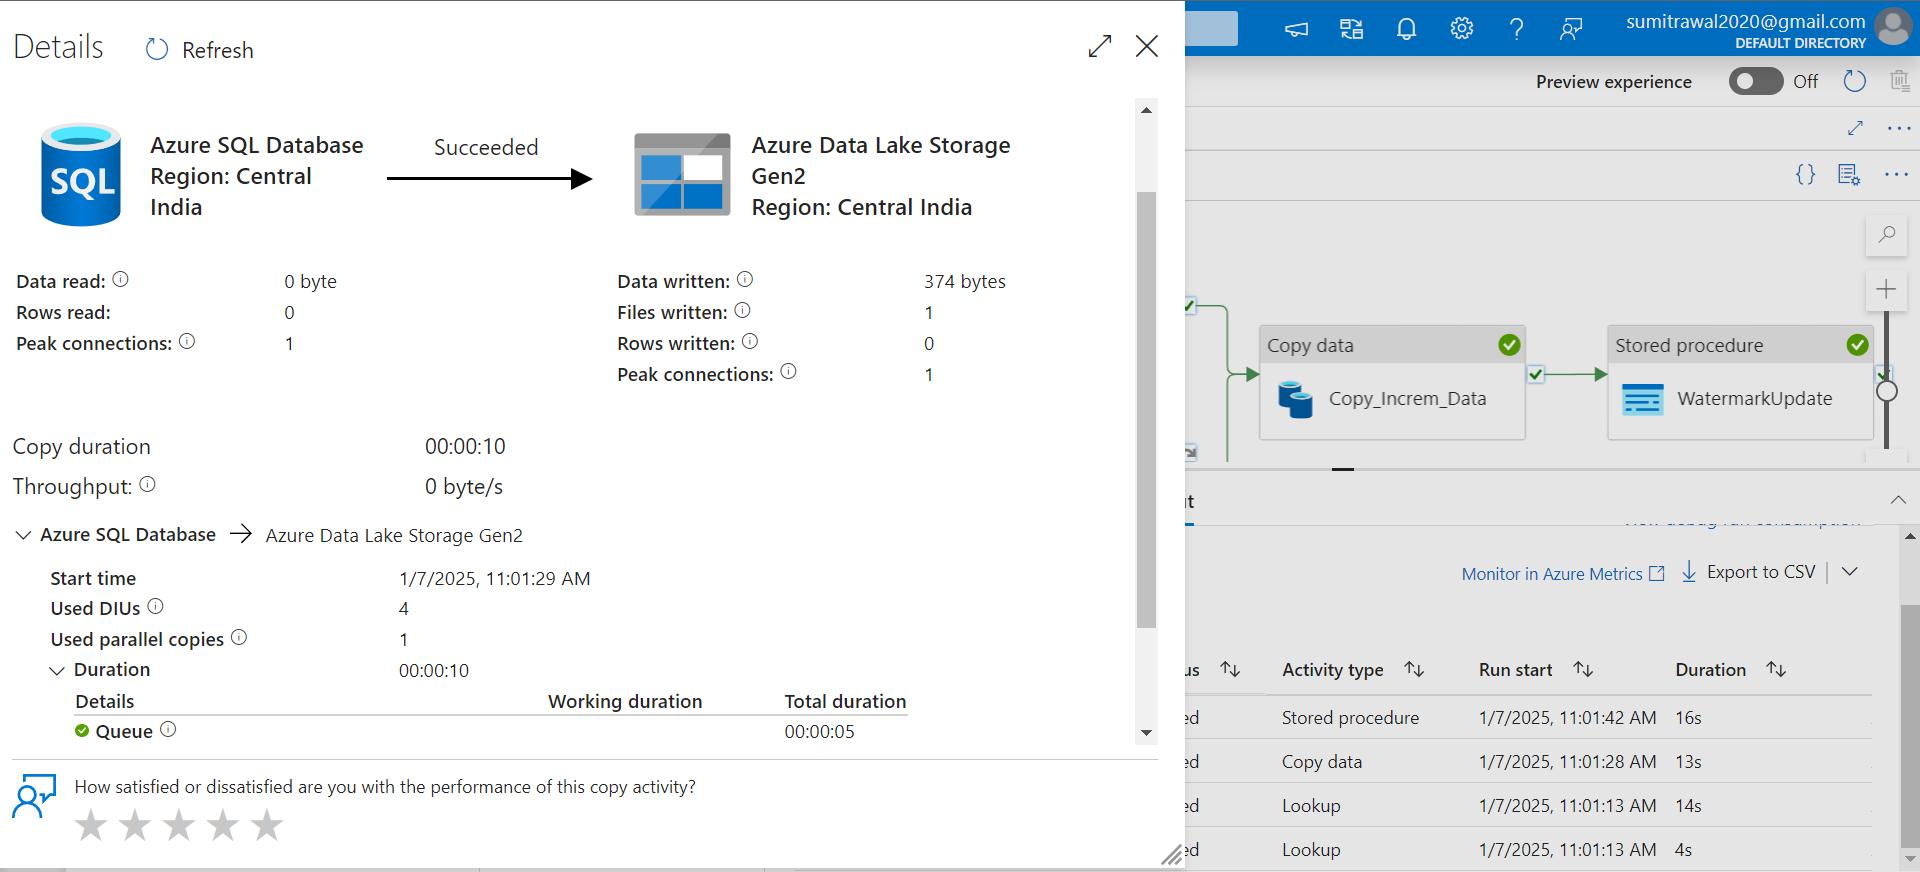 Details
Refresh
sumitrawal2020@gmail.com
DEFAULT DIRECTORY
Preview experience
Off
SQL
Azure SQL Database
Region: Central
India
Succeeded
Azure Data Lake Storage
Gen2
Region: Central India
Data read: 0 byte
Rows read: 0
Peak connections: 1
Data written: 374 bytes
Files written: 1
Rows written: 0
Peak connections: 1
Copy duration 00:00:10
Throughput: 0 byte/s
Azure SQL Database → Azure Data Lake Storage Gen2
Start time 1/7/2025, 11:01:29 AM
Used DIUs 4
Used parallel copies 1
Duration 00:00:10
Details Working duration Total duration
Queue 00:00:05
How satisfied or dissatisfied are you with the performance of this copy activity?
{}
Copy data
Copy_Increm_Data
Stored procedure
WatermarkUpdate
Monitor in Azure Metrics
Export to CSV
Activity type Run start Duration
Stored procedure 1/7/2025, 11:01:42 AM 16s
Copy data 1/7/2025, 11:01:28 AM 13s
Lookup 1/7/2025, 11:01:13 AM 14s
Lookup 1/7/2025, 11:01:13 AM 4s